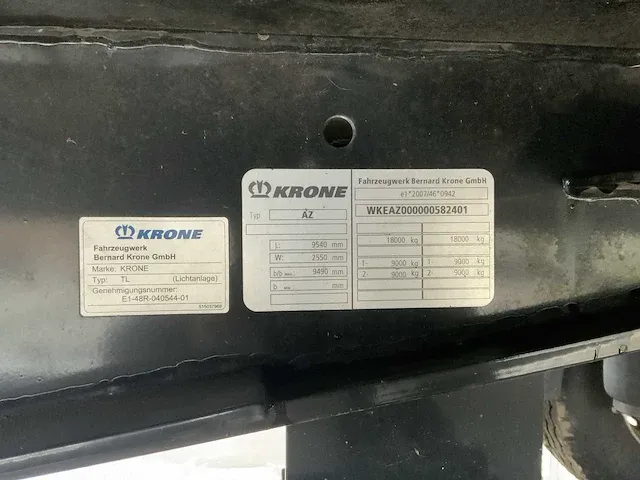 KRONE
Fahrzeugwerk
Bernard Krone GmbH
Marke: KRONE
Typ: TL (Lichtanlage)
Genehmigungsnummer:
E1-48R-040544-01
KRONE
Typ: AZ
L: 9540 mm
W: 2550 mm
b/b 9490 mm
b mm
Fahrzeugwerk Bernard Krone GmbH
e1*2007/46*0942
WKEAZ000000582401
18000 kg 18000 kg
1- 9000 kg 1- 9000 kg
2- 9000 kg 2- 9000 kg